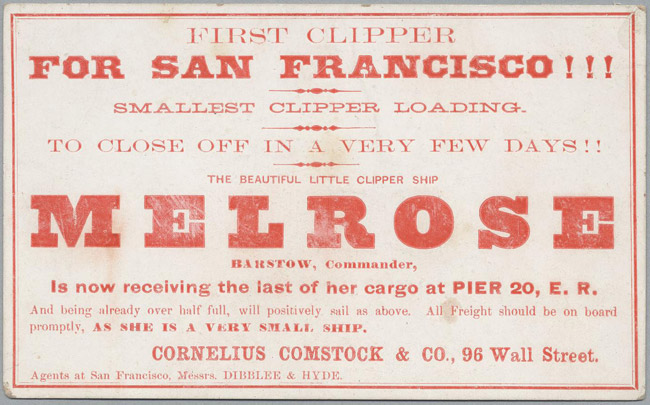 FIRST CLIPPER
FOR SAN FRANCISCO!!!
SMALLEST CLIPPER LOADING.
TO CLOSE OFF IN A VERY FEW DAYS!!
THE BEAUTIFUL LITTLE CLIPPER SHIP
MELROSE
BARSTOW, Commander,
Is now receiving the last of her cargo at PIER 20, E. R.
And being already over half full, will positively sail as above. All Freight should be on board
promptly, AS SHE IS A VERY SMALL SHIP.
CORNELIUS COMSTOCK & CO., 96 Wall Street.
Agents at San Francisco, Messrs. DIBBLEE & HYDE.